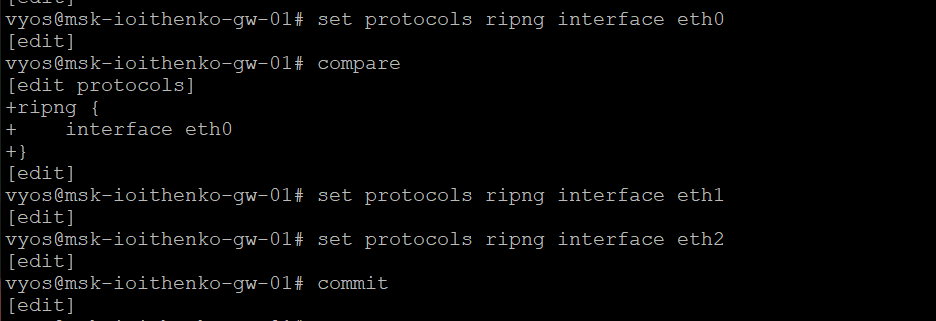 [edit]
vyos@msk-ioithenko-gw-01# set protocols ripng interface eth0
[edit]
vyos@msk-ioithenko-gw-01# compare
[edit protocols]
+ripng {
+    interface eth0
+}
[edit]
vyos@msk-ioithenko-gw-01# set protocols ripng interface eth1
[edit]
vyos@msk-ioithenko-gw-01# set protocols ripng interface eth2
[edit]
vyos@msk-ioithenko-gw-01# commit
[edit]